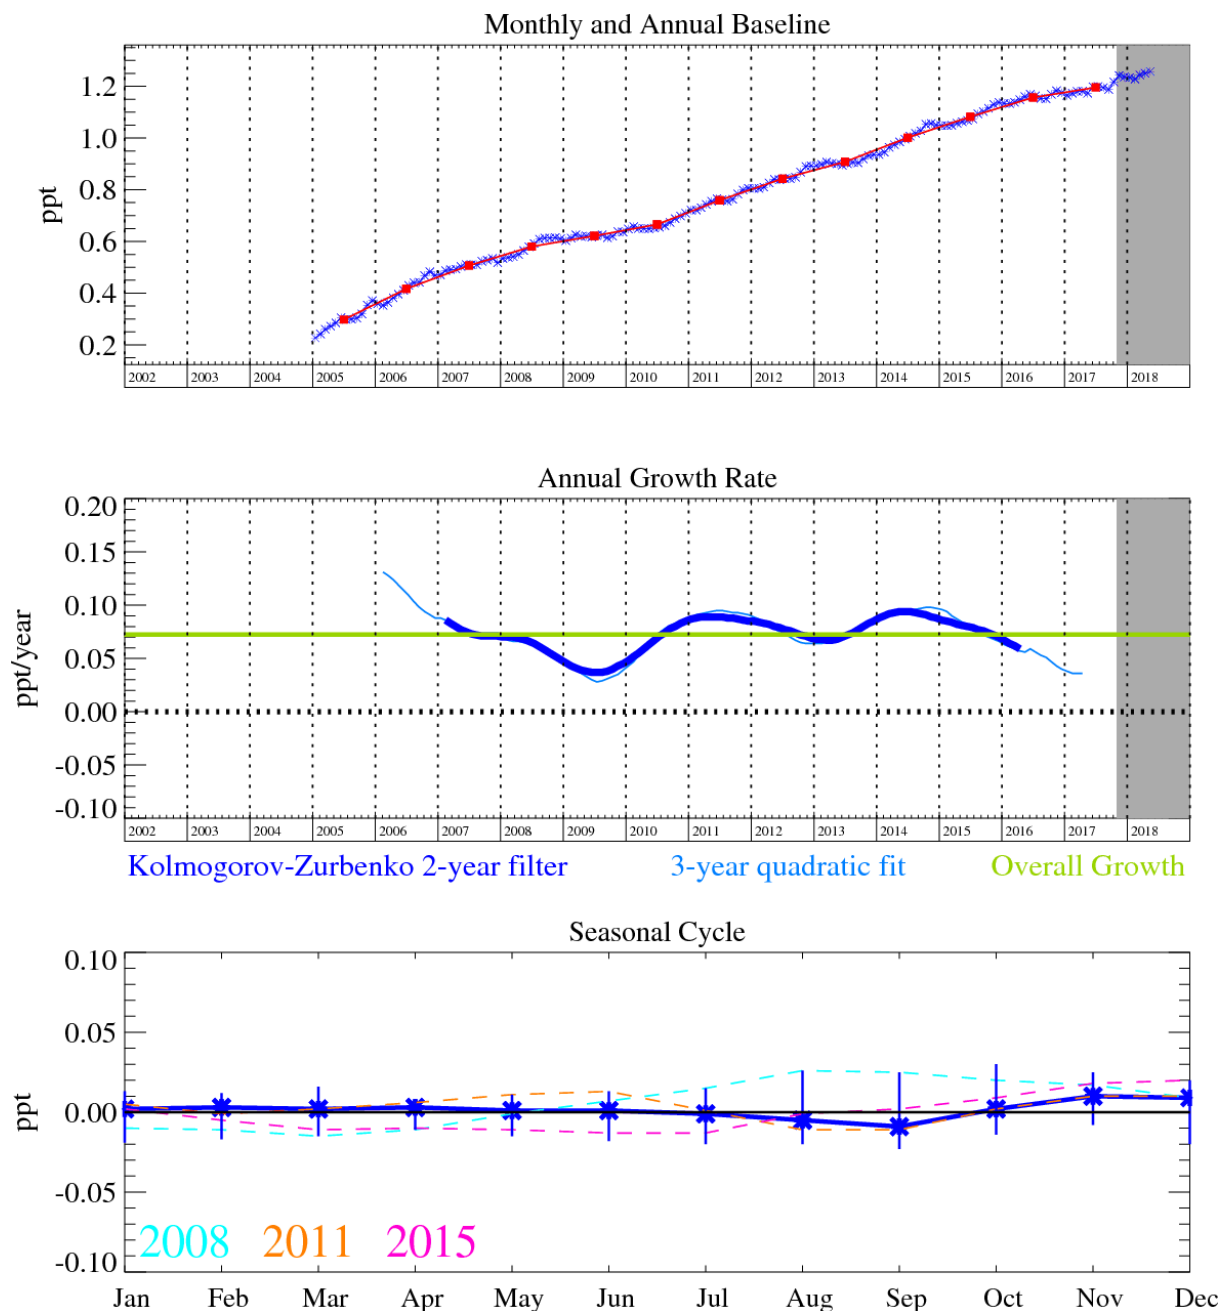 Monthly and Annual Baseline
1.2
1.0
0.8
0.6
0.4
0.2
ppt
2002 2003 2004 2005 2006 2007 2008 2009 2010 2011 2012 2013 2014 2015 2016 2017 2018
Annual Growth Rate
0.20
0.15
0.10
0.05
0.00
-0.05
-0.10
ppt/year
2002 2003 2004 2005 2006 2007 2008 2009 2010 2011 2012 2013 2014 2015 2016 2017 2018
Kolmogorov-Zurbenko 2-year filter 3-year quadratic fit Overall Growth
Seasonal Cycle
0.10
0.05
0.00
-0.05
-0.10
ppt
2008 2011 2015
Jan Feb Mar Apr May Jun Jul Aug Sep Oct Nov Dec